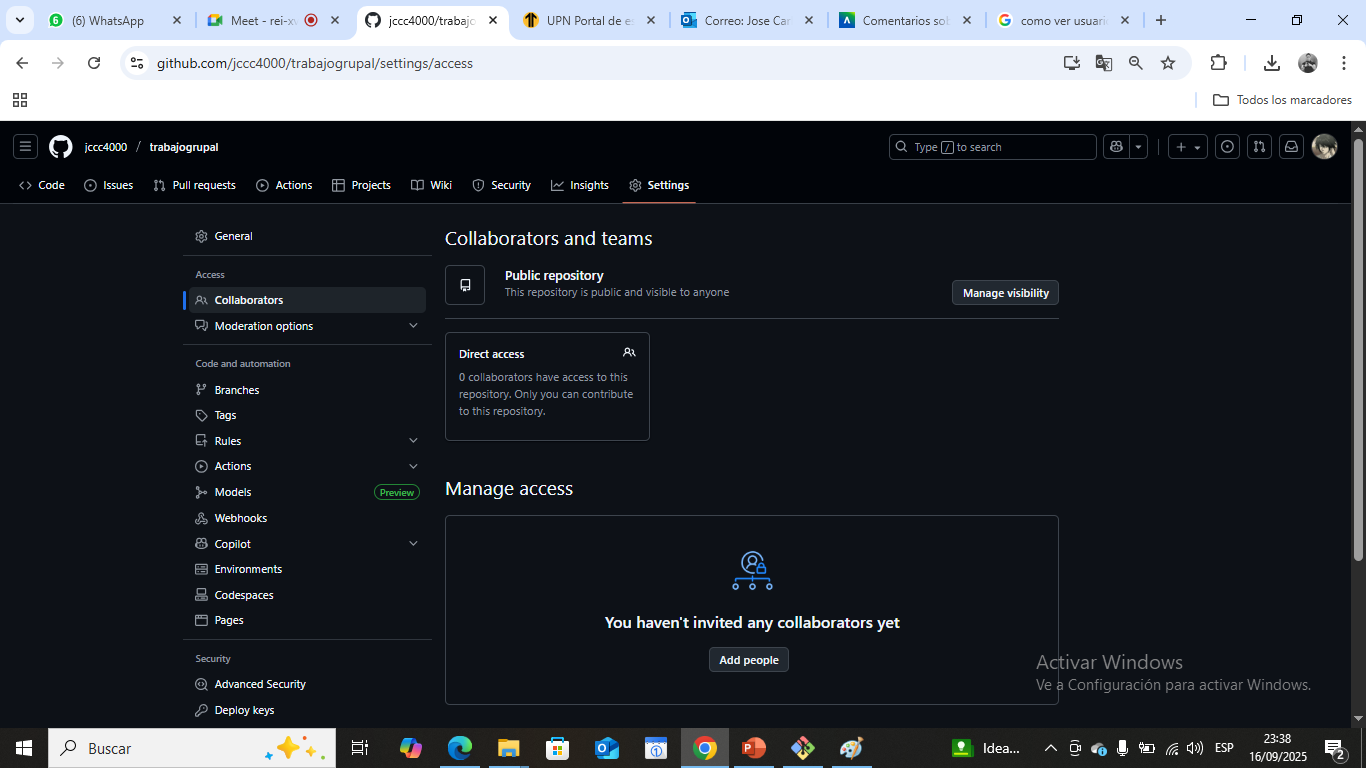 (6) WhatsApp
Meet - rei-xv
jccc4000/trabajo
UPN Portal de es
Correo: Jose Car
Comentarios sob
como ver usuario
github.com/jccc4000/trabajogrupal/settings/access
Todos los marcadores
jccc4000 / trabajogrupal
Type / to search
Code
Issues
Pull requests
Actions
Projects
Wiki
Security
Insights
Settings
General
Access
Collaborators
Moderation options
Code and automation
Branches
Tags
Rules
Actions
Models
Preview
Webhooks
Copilot
Environments
Codespaces
Pages
Security
Advanced Security
Deploy keys
Collaborators and teams
Public repository
This repository is public and visible to anyone
Manage visibility
Direct access
0 collaborators have access to this
repository. Only you can contribute
to this repository.
Manage access
You haven't invited any collaborators yet
Add people
Activar Windows
Ve a Configuración para activar Windows.
Buscar
Idea...
ESP
23:38
16/09/2025
2